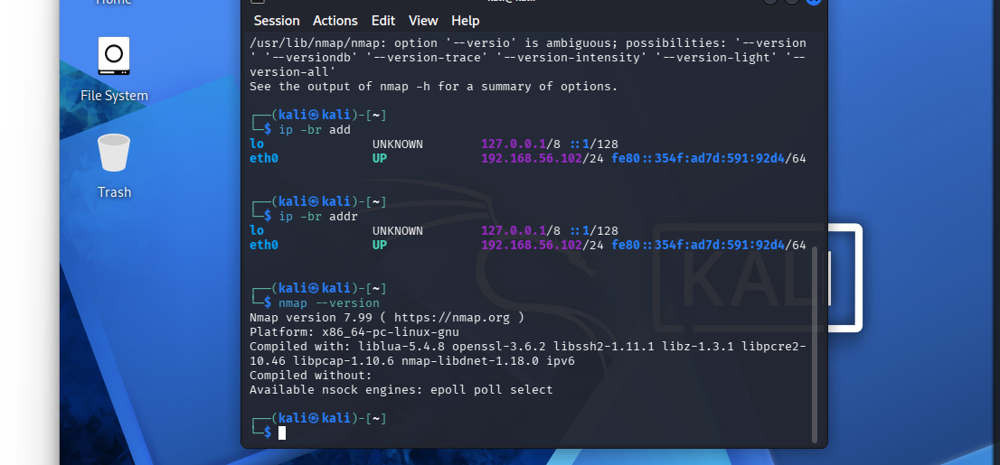 Home
File System
Trash
Session Actions Edit View Help
/usr/lib/nmap/nmap: option '--versio' is ambiguous; possibilities: '--version
' '--versiondb' '--version-trace' '--version-intensity' '--version-light' '--
version-all'
See the output of nmap -h for a summary of options.
┌──(kali㉿kali)-[~]
└─$ ip -br add
lo UNKNOWN 127.0.0.1/8 ::1/128
eth0 UP 192.168.56.102/24 fe80::354f:ad7d:591:92d4/64
┌──(kali㉿kali)-[~]
└─$ ip -br addr
lo UNKNOWN 127.0.0.1/8 ::1/128
eth0 UP 192.168.56.102/24 fe80::354f:ad7d:591:92d4/64
┌──(kali㉿kali)-[~]
└─$ nmap --version
Nmap version 7.99 ( https://nmap.org )
Platform: x86_64-pc-linux-gnu
Compiled with: liblua-5.4.8 openssl-3.6.2 libssh2-1.11.1 libz-1.3.1 libpcre2-
10.46 libpcap-1.10.6 nmap-libdnet-1.18.0 ipv6
Compiled without:
Available nsock engines: epoll poll select
┌──(kali㉿kali)-[~]
└─$
KALI